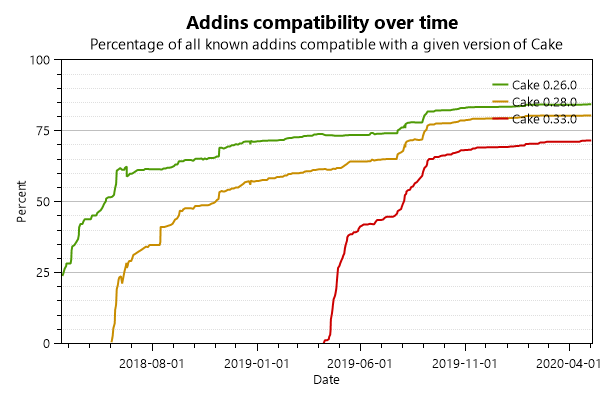 Addins compatibility over time
Percentage of all known addins compatible with a given version of Cake
100
75
50
25
0
Percent
Cake 0.26.0
Cake 0.28.0
Cake 0.33.0
2018-08-01
2019-01-01
2019-06-01
2019-11-01
2020-04-01
Date